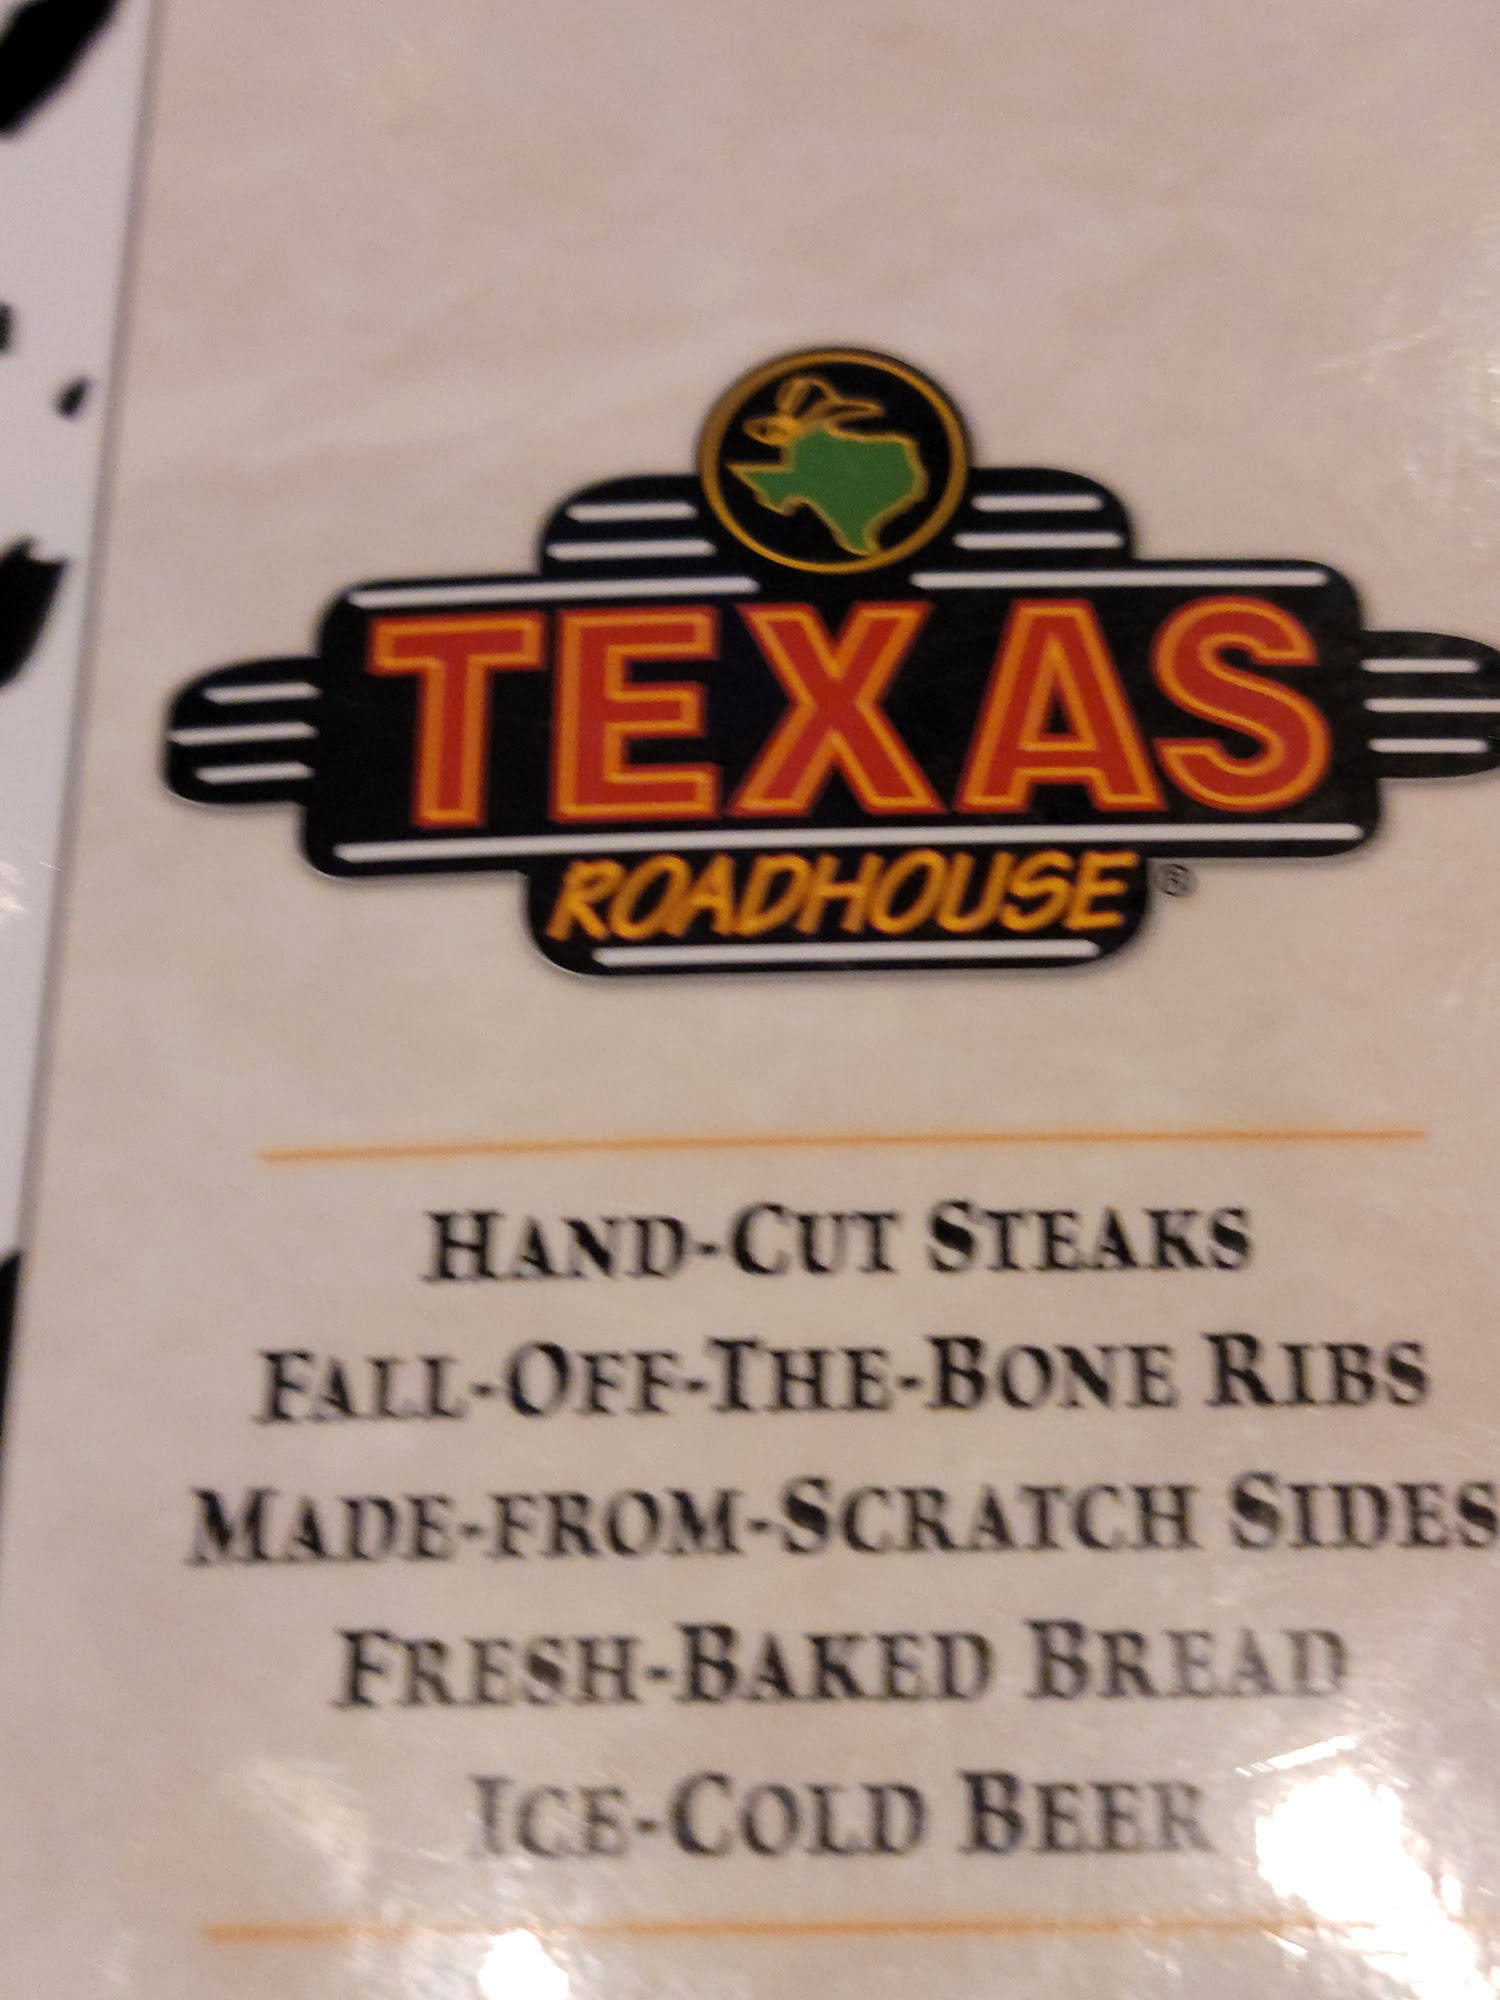 TEXAS
ROADHOUSE®
HAND-CUT STEAKS
FALL-OFF-THE-BONE RIBS
MADE-FROM-SCRATCH SIDES
FRESH-BAKED BREAD
ICE-COLD BEER